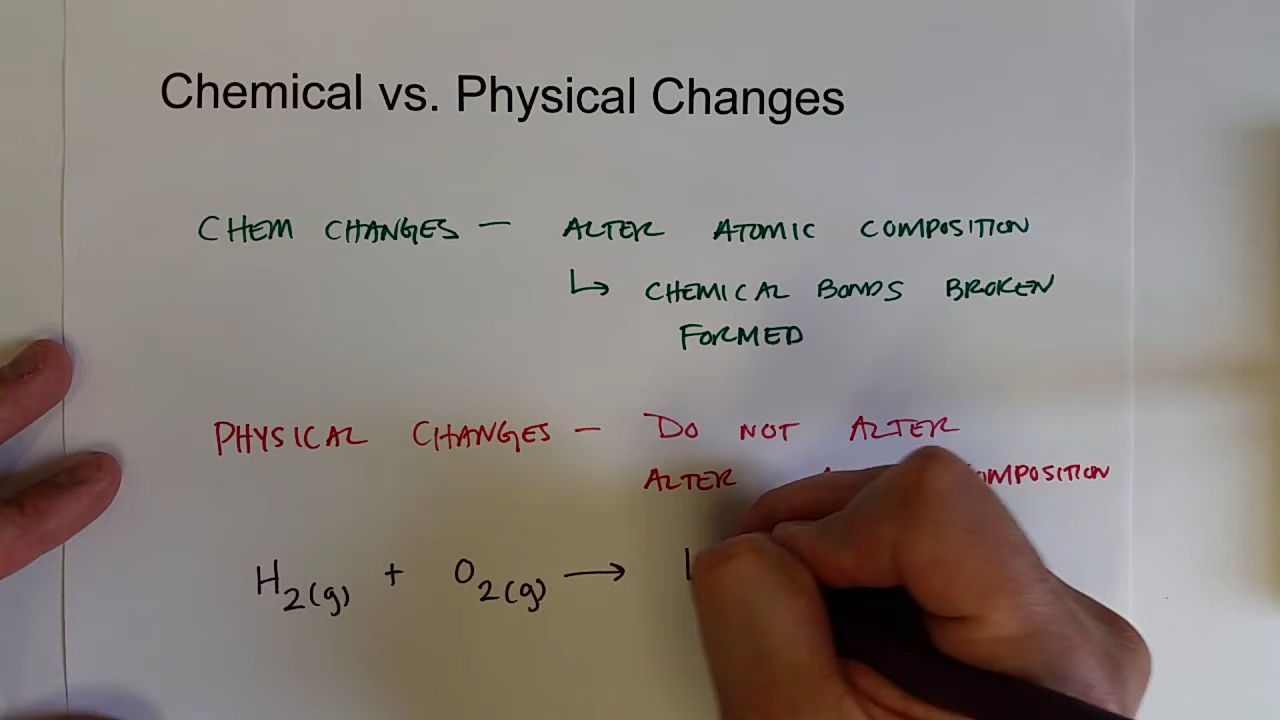 Chemical vs. Physical Changes
CHEM CHANGES — ALTER ATOMIC COMPOSITION
↳ CHEMICAL BONDS BROKEN
FORMED
PHYSICAL CHANGES — DO NOT ALTER
ALTER
H₂(g) + O₂(g) →